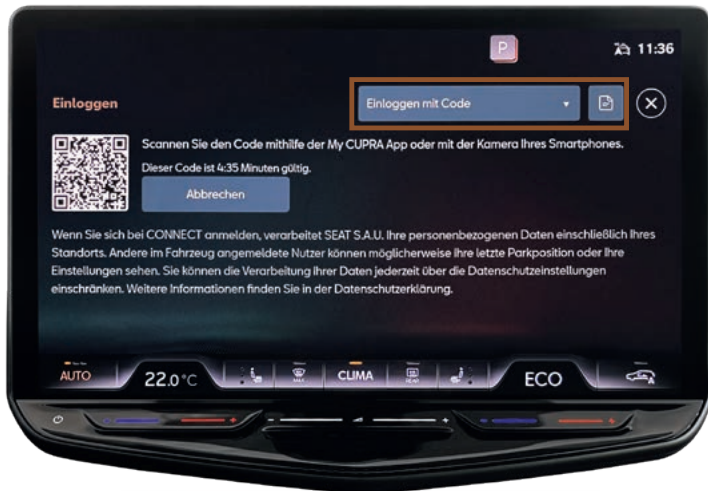 P
11:36
Einloggen
Einloggen mit Code
Scannen Sie den Code mithilfe der My CUPRA App oder mit der Kamera Ihres Smartphones.
Dieser Code ist 4:35 Minuten gültig.
Abbrechen
Wenn Sie sich bei CONNECT anmelden, verarbeitet SEAT S.A.U. Ihre personenbezogenen Daten einschließlich Ihres
Standorts. Andere im Fahrzeug angemeldete Nutzer können möglicherweise ihre letzte Parkposition oder Ihre
Einstellungen sehen. Sie können die Verarbeitung Ihrer Daten jederzeit über die Datenschutzeinstellungen
einschränken. Weitere Informationen finden Sie in der Datenschutzerklärung.
AUTO 22.0°C MAX CLIMA REAR ECO A
- + - + - +